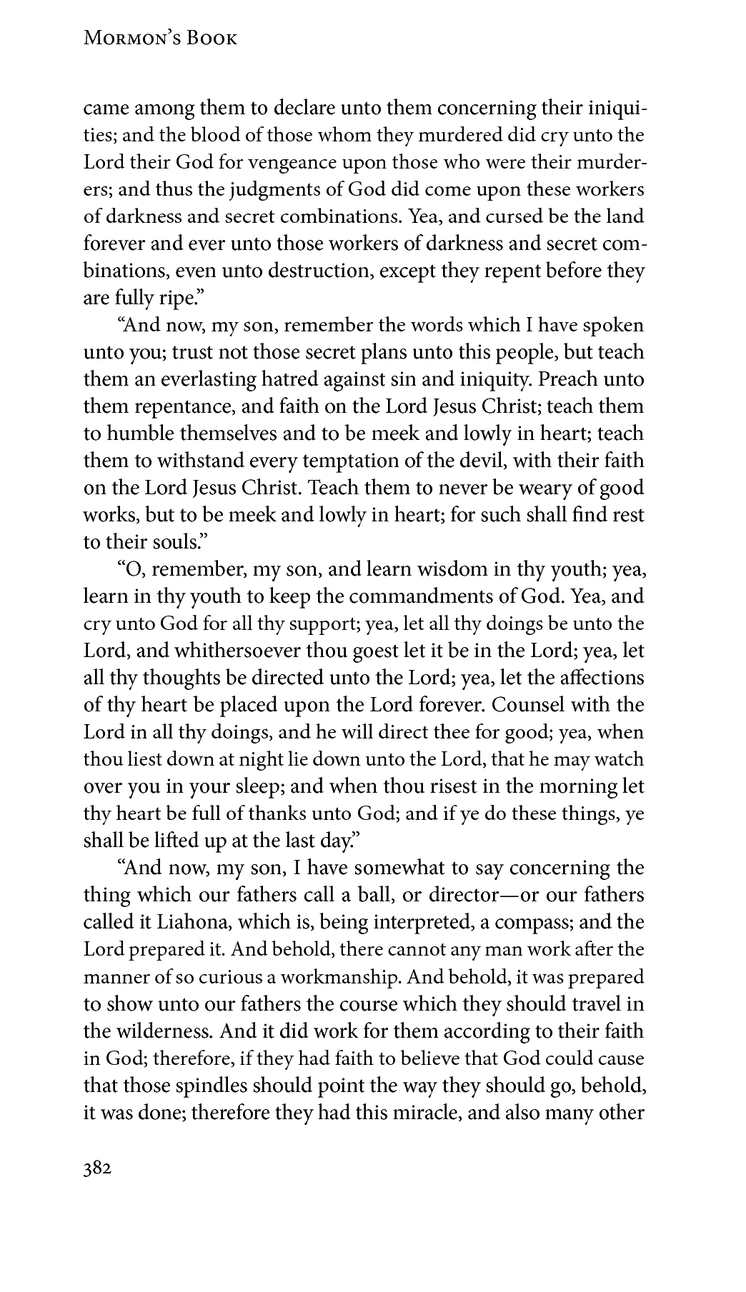 Mormon’s Book
came among them to declare unto them concerning their iniqui-
ties; and the blood of those whom they murdered did cry unto the
Lord their God for vengeance upon those who were their murder-
ers; and thus the judgments of God did come upon these workers
of darkness and secret combinations. Yea, and cursed be the land
forever and ever unto those workers of darkness and secret com-
binations, even unto destruction, except they repent before they
are fully ripe.”
“And now, my son, remember the words which I have spoken
unto you; trust not those secret plans unto this people, but teach
them an everlasting hatred against sin and iniquity. Preach unto
them repentance, and faith on the Lord Jesus Christ; teach them
to humble themselves and to be meek and lowly in heart; teach
them to withstand every temptation of the devil, with their faith
on the Lord Jesus Christ. Teach them to never be weary of good
works, but to be meek and lowly in heart; for such shall find rest
to their souls.”
“O, remember, my son, and learn wisdom in thy youth; yea,
learn in thy youth to keep the commandments of God. Yea, and
cry unto God for all thy support; yea, let all thy doings be unto the
Lord, and whithersoever thou goest let it be in the Lord; yea, let
all thy thoughts be directed unto the Lord; yea, let the affections
of thy heart be placed upon the Lord forever. Counsel with the
Lord in all thy doings, and he will direct thee for good; yea, when
thou liest down at night lie down unto the Lord, that he may watch
over you in your sleep; and when thou risest in the morning let
thy heart be full of thanks unto God; and if ye do these things, ye
shall be lifted up at the last day.”
“And now, my son, I have somewhat to say concerning the
thing which our fathers call a ball, or director—or our fathers
called it Liahona, which is, being interpreted, a compass; and the
Lord prepared it. And behold, there cannot any man work after the
manner of so curious a workmanship. And behold, it was prepared
to show unto our fathers the course which they should travel in
the wilderness. And it did work for them according to their faith
in God; therefore, if they had faith to believe that God could cause
that those spindles should point the way they should go, behold,
it was done; therefore they had this miracle, and also many other
382